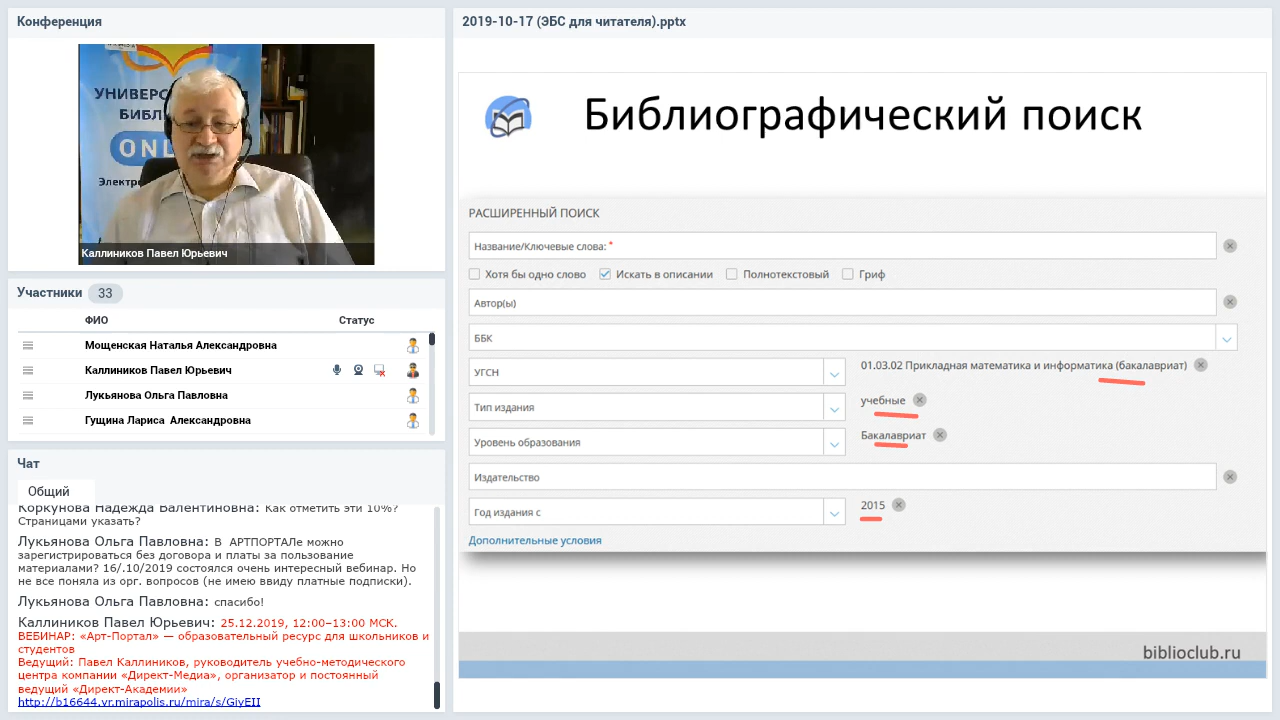 Конференция
УНИВЕРС
БИБЛ
ONL
Электро
Каллиников Павел Юрьевич
Участники 33
ФИО Статус
Мощенская Наталья Александровна
Каллиников Павел Юрьевич
Лукьянова Ольга Павловна
Гущина Лариса Александровна
Чат
Общий
Коркунова Надежда Валентиновна: Как отметить эти 10%?
Страницами указать?
Лукьянова Ольга Павловна: В АРТПОРТАЛе можно
зарегистрироваться без договора и платы за пользование
материалами? 16/.10/2019 состоялся очень интересный вебинар. Но
не все поняла из орг. вопросов (не имею ввиду платные подписки).
Лукьянова Ольга Павловна: спасибо!
Каллиников Павел Юрьевич: 25.12.2019, 12:00–13:00 МСК.
ВЕБИНАР: «Арт-Портал» — образовательный ресурс для школьников и
студентов
Ведущий: Павел Каллиников, руководитель учебно-методического
центра компании «Директ-Медиа», организатор и постоянный
ведущий «Директ-Академии»
http://b16644.vr.mirapolis.ru/mira/s/GiyEII
2019-10-17 (ЭБС для читателя).pptx
Библиографический поиск
РАСШИРЕННЫЙ ПОИСК
Название/Ключевые слова: *
Хотя бы одно слово Искать в описании Полнотекстовый Гриф
Автор(ы)
ББК
УГСН 01.03.02 Прикладная математика и информатика (бакалавриат)
Тип издания учебные
Уровень образования Бакалавриат
Издательство
Год издания с 2015
Дополнительные условия
biblioclub.ru